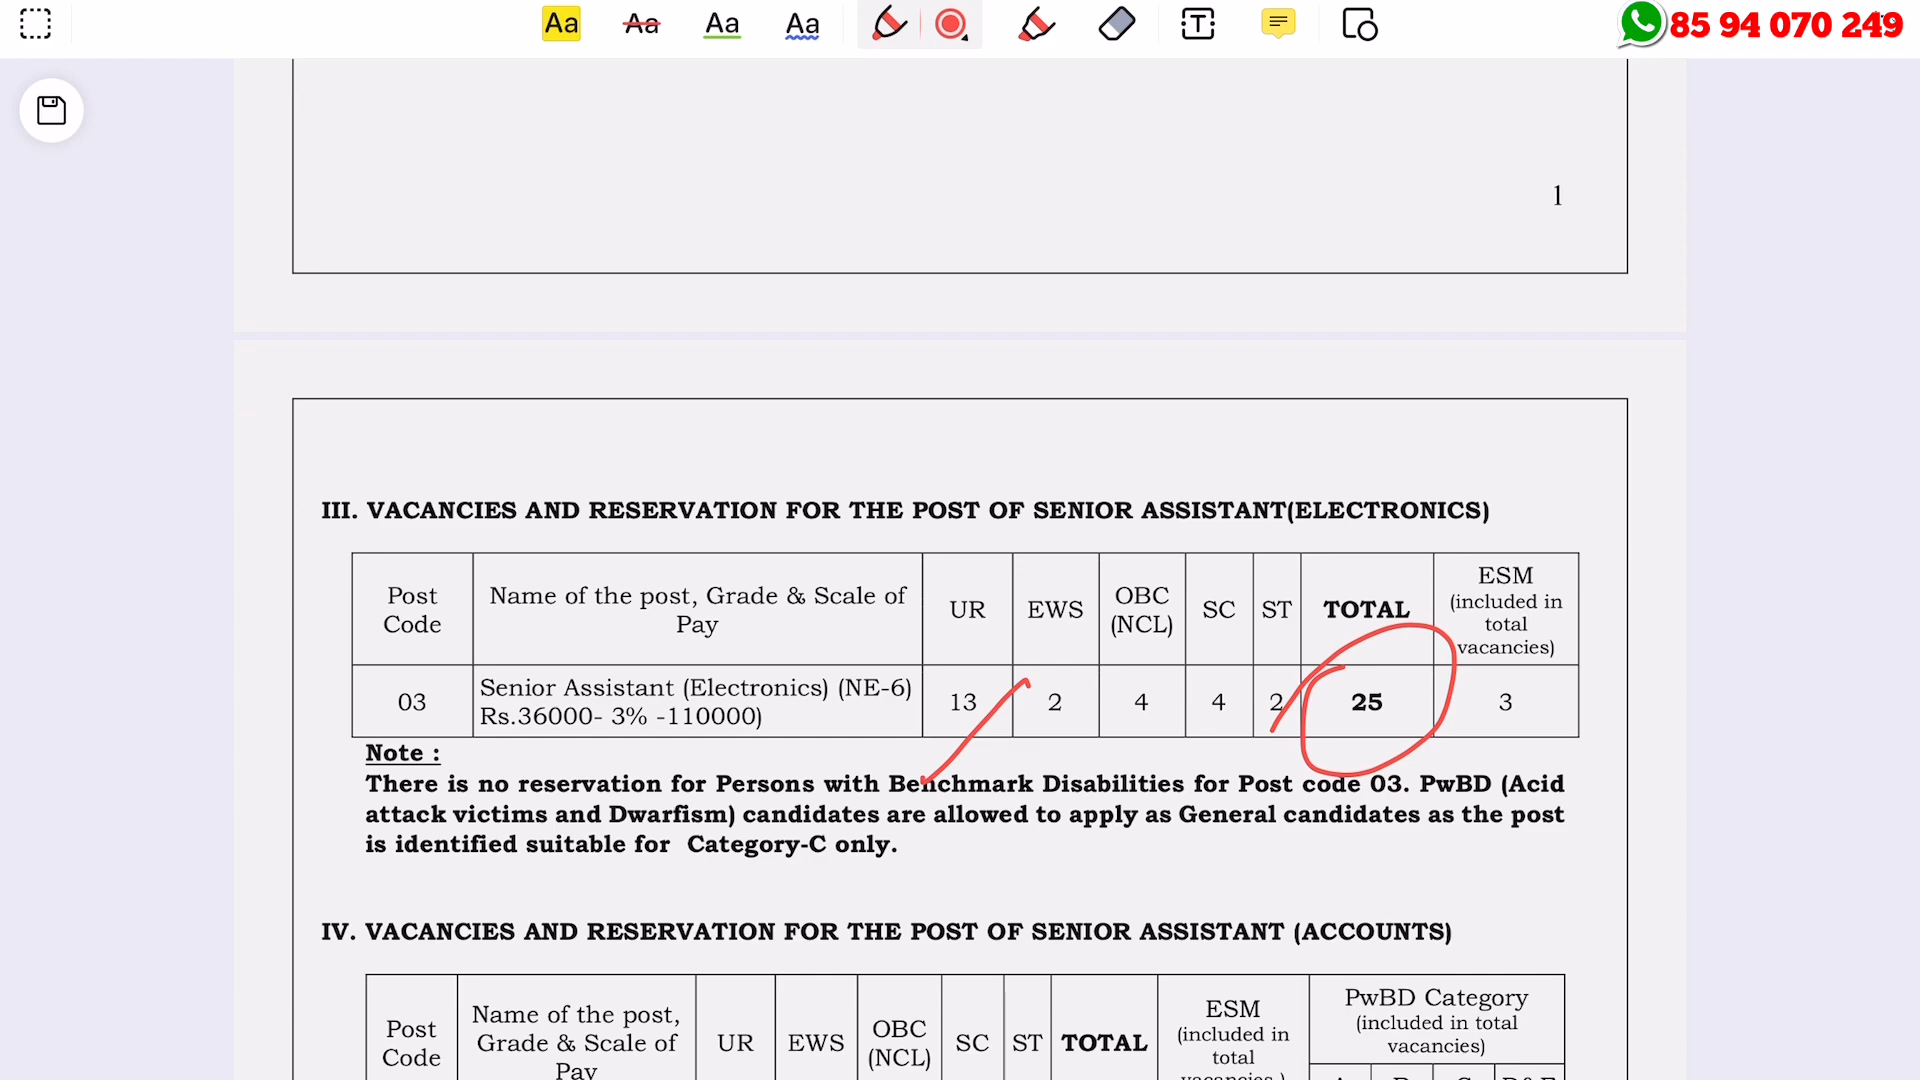 Aa Aa Aa Aa T 85 94 070 249
1
III. VACANCIES AND RESERVATION FOR THE POST OF SENIOR ASSISTANT(ELECTRONICS)
Post Code Name of the post, Grade & Scale of Pay UR EWS OBC (NCL) SC ST TOTAL ESM (included in total vacancies)
03 Senior Assistant (Electronics) (NE-6) Rs.36000- 3% -110000) 13 2 4 4 2 25 3
Note :
There is no reservation for Persons with Benchmark Disabilities for Post code 03. PwBD (Acid
attack victims and Dwarfism) candidates are allowed to apply as General candidates as the post
is identified suitable for Category-C only.
IV. VACANCIES AND RESERVATION FOR THE POST OF SENIOR ASSISTANT (ACCOUNTS)
Post Code Name of the post, Grade & Scale of Pay UR EWS OBC (NCL) SC ST TOTAL ESM (included in total vacancies ) PwBD Category (included in total vacancies)